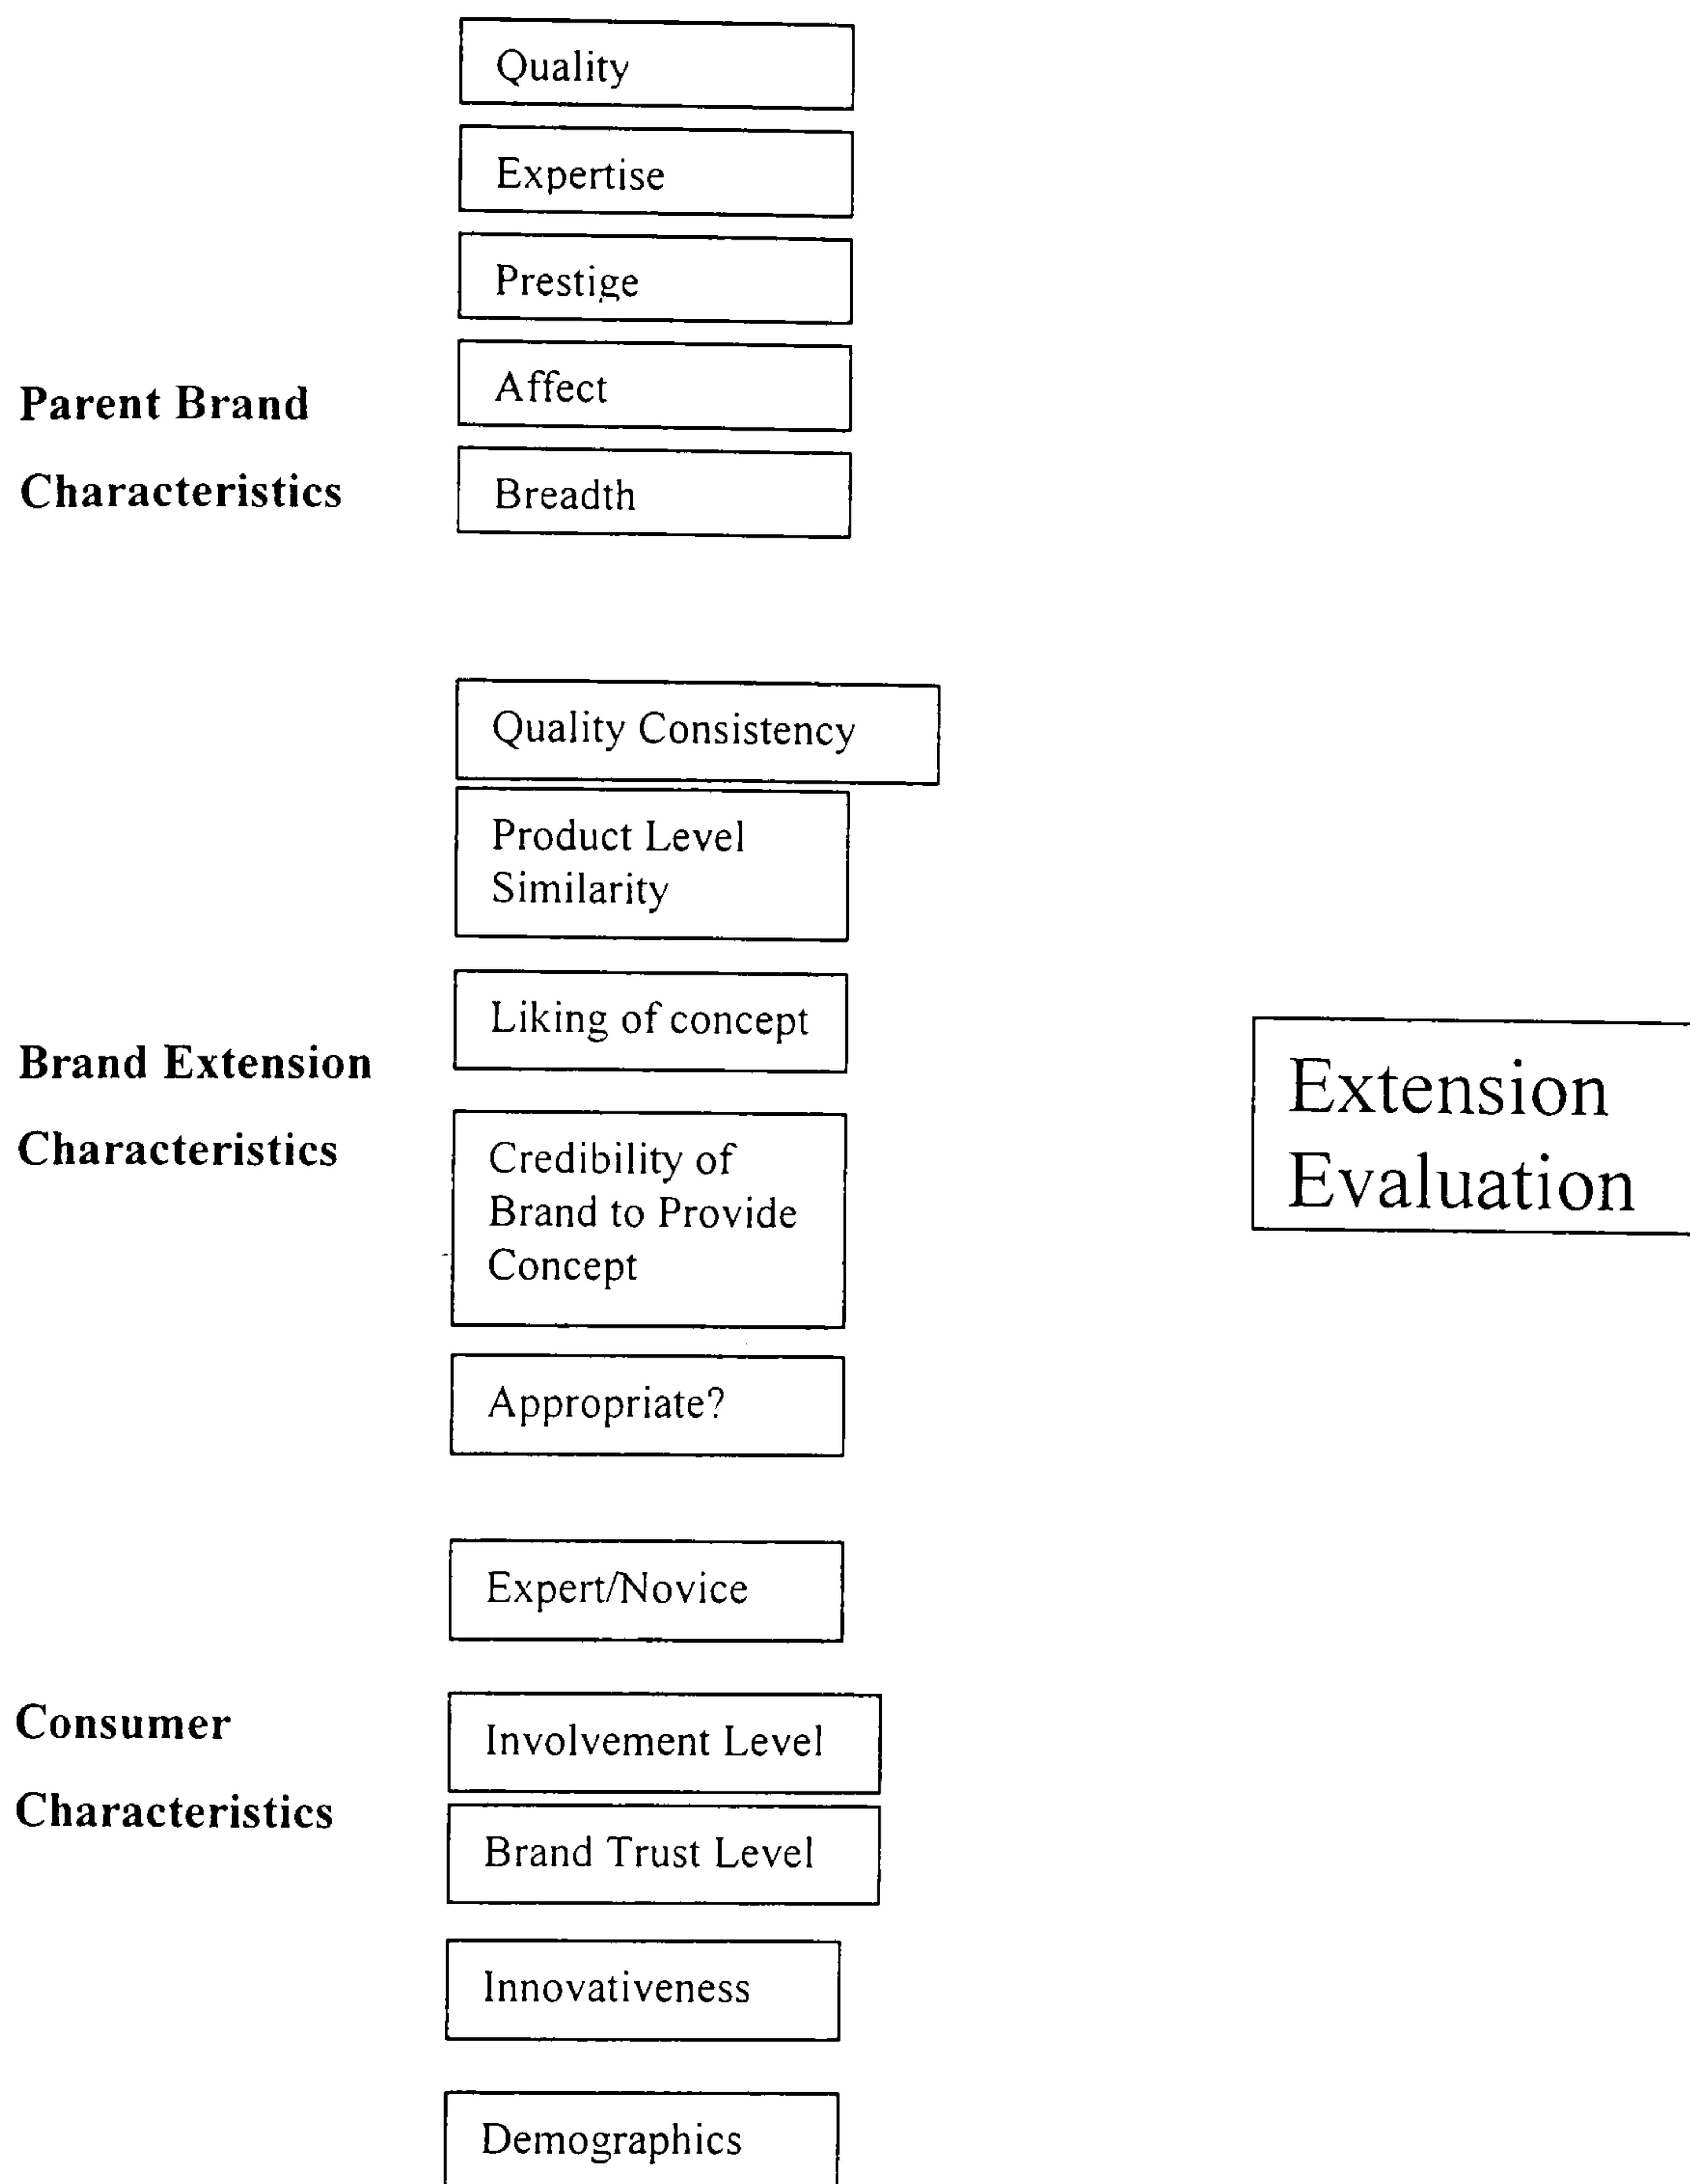 Quality
Expertise
Prestige
Affect
Parent Brand
Characteristics
Breadth
Quality Consistency
Product Level
Similarity
Liking of concept
Brand Extension
Characteristics
Credibility of
Brand to Provide
Concept
Appropriate?
Extension
Evaluation
Expert/Novice
Consumer
Characteristics
Involvement Level
Brand Trust Level
Innovativeness
Demographics